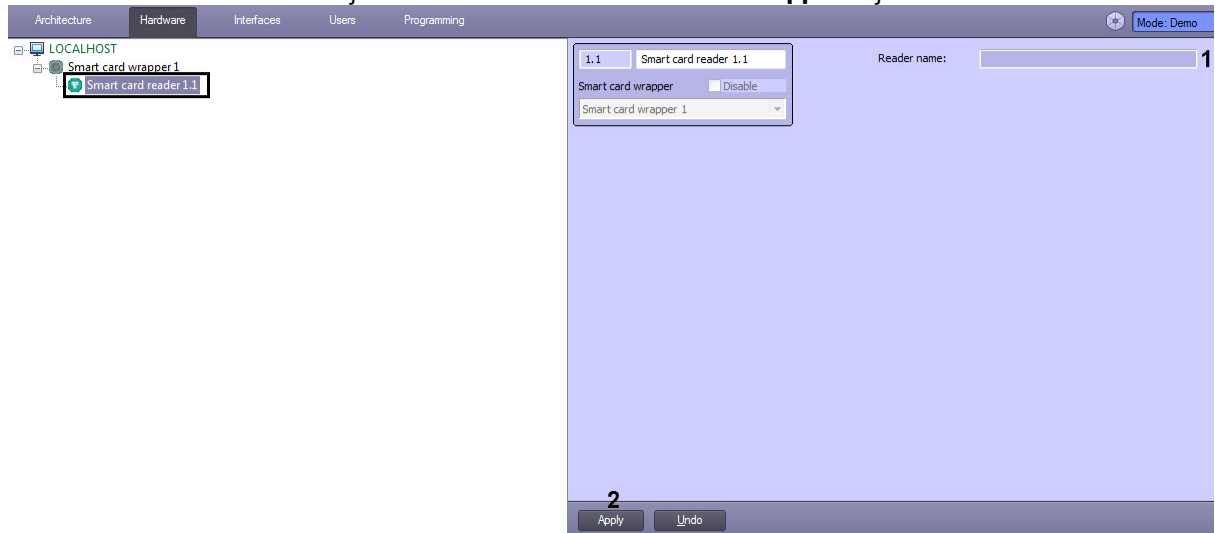 Architecture Hardware Interfaces Users Programming Mode: Demo
LOCALHOST
Smart card wrapper 1
Smart card reader 1.1
1.1 Smart card reader 1.1 Reader name: 1
Smart card wrapper Disable
Smart card wrapper 1
2
Apply Undo